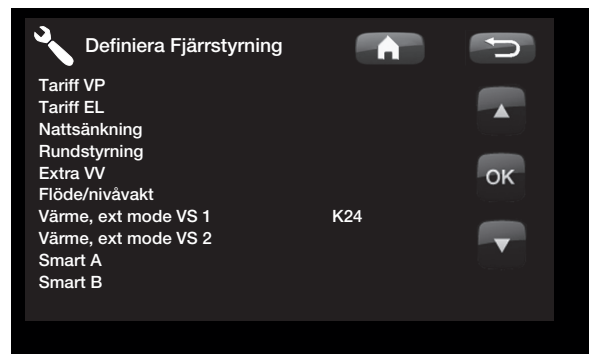 Definiera Fjärrstyrning
Tariff VP
Tariff EL
Nattsänkning
Rundstyrning
Extra VV
OK
Flöde/nivåvakt
Värme, ext mode VS 1 K24
Värme, ext mode VS 2
Smart A
Smart B